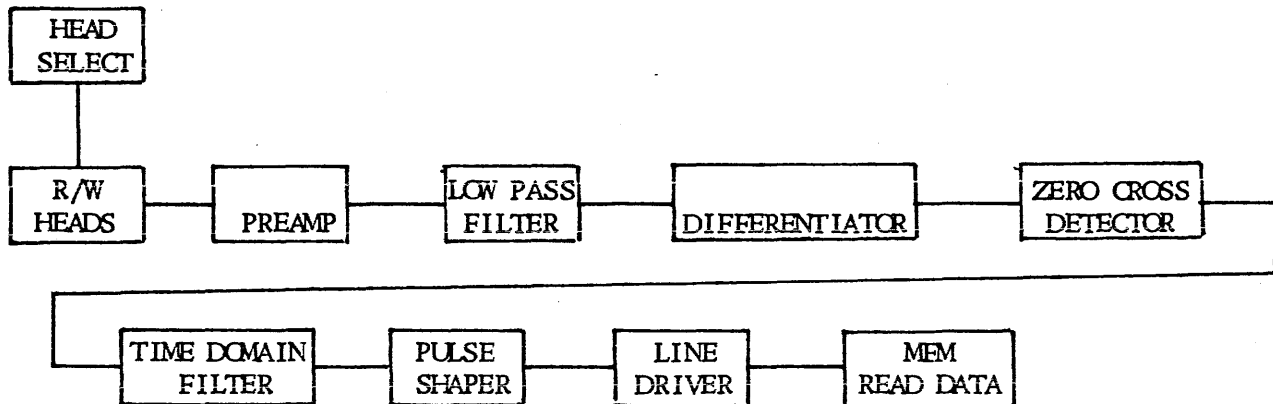 HEAD
SELECT
R/W
HEADS
PREAMP
LOW PASS
FILTER
DIFFERENTIATOR
ZERO CROSS
DETECTOR
TIME DOMAIN
FILTER
PULSE
SHAPER
LINE
DRIVER
MFM
READ DATA